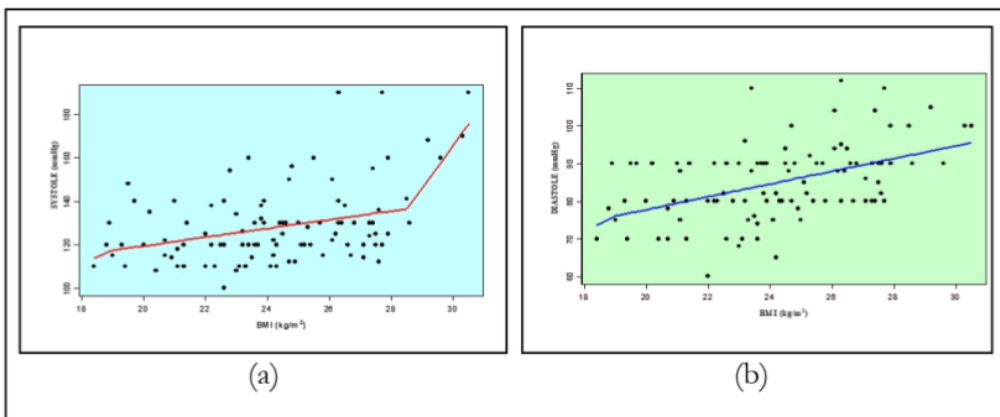 SYSTOLE (mmHg)
180
160
140
120
100
18 20 22 24 26 28 30
BMI (kg/m²)
(a)
DIASTOLE (mmHg)
110
100
90
80
70
60
18 20 22 24 26 28 30
BMI (kg/m²)
(b)